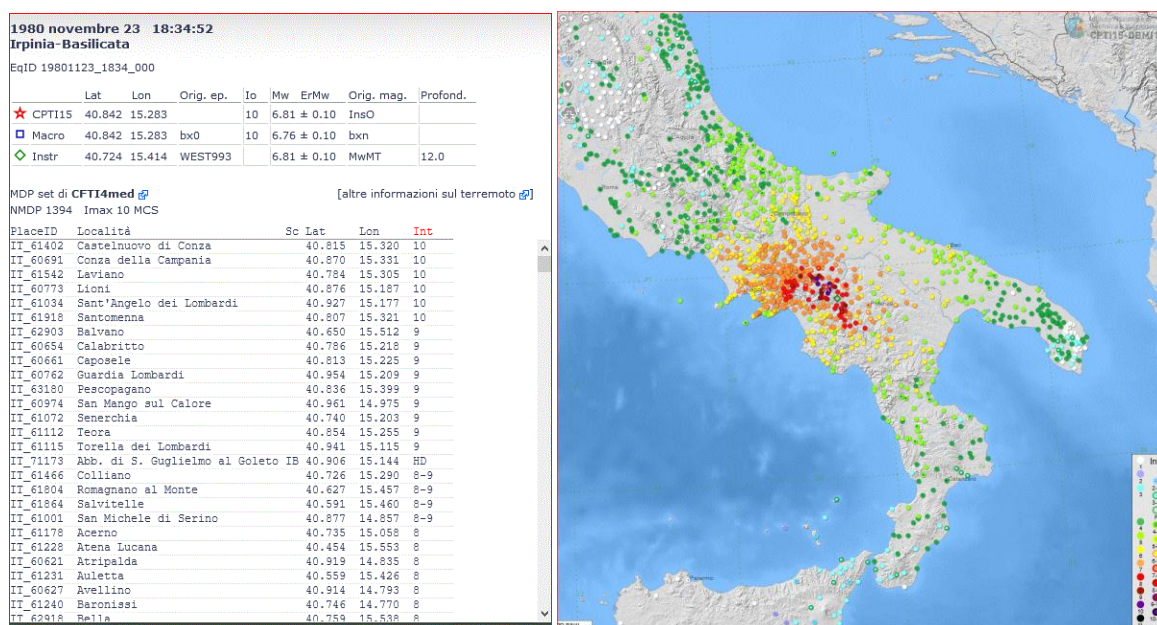 1980 novembre 23 18:34:52
Irpinia-Basilicata
EqID 19801123_1834_000
Lat Lon Orig. ep. Io Mw ErMw Orig. mag. Profond.
CPTI15 40.842 15.283 10 6.81 ± 0.10 InsO
Macro 40.842 15.283 bx0 10 6.76 ± 0.10 bxn
Instr 40.724 15.414 WEST993 6.81 ± 0.10 MwMT 12.0
MDP set di CFTI4med [altre informazioni sul terremoto]
NMDP 1394 Imax 10 MCS
PlaceID Località Sc Lat Lon Int
IT_61402 Castelnuovo di Conza 40.815 15.320 10
IT_60691 Conza della Campania 40.870 15.331 10
IT_61542 Laviano 40.784 15.305 10
IT_60773 Lioni 40.876 15.187 10
IT_61034 Sant'Angelo dei Lombardi 40.927 15.177 10
IT_61918 Santomenna 40.807 15.321 10
IT_62903 Balvano 40.650 15.512 9
IT_60654 Calabritto 40.786 15.218 9
IT_60661 Caposele 40.813 15.225 9
IT_60762 Guardia Lombardi 40.954 15.209 9
IT_63180 Pescopagano 40.836 15.399 9
IT_60974 San Mango sul Calore 40.961 14.975 9
IT_61072 Senerchia 40.740 15.203 9
IT_61112 Teora 40.854 15.255 9
IT_61115 Torella dei Lombardi 40.941 15.115 9
IT_71173 Abb. di S. Guglielmo al Goleto IB 40.906 15.144 HD
IT_61466 Colliano 40.726 15.290 8-9
IT_61804 Romagnano al Monte 40.627 15.457 8-9
IT_61864 Salvitelle 40.591 15.460 8-9
IT_61001 San Michele di Serino 40.877 14.857 8-9
IT_61178 Acerno 40.735 15.058 8
IT_61228 Atena Lucana 40.454 15.553 8
IT_60621 Atripalda 40.919 14.835 8
IT_61231 Auletta 40.559 15.426 8
IT_60627 Avellino 40.914 14.793 8
IT_61240 Baronissi 40.746 14.770 8
IT_62918 Bella 40.759 15.538 8
Perugia
L'Aquila
Roma
Campobasso
Bari
Catanzaro
Palermo